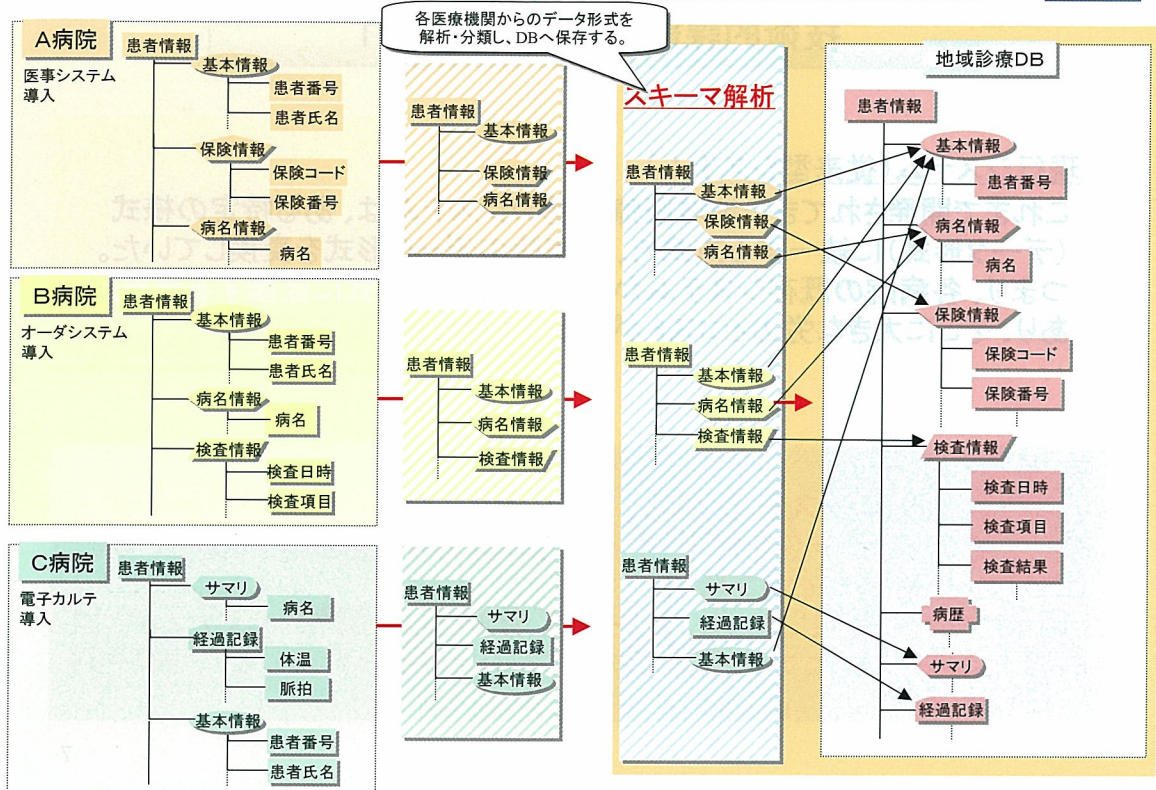 各医療機関からのデータ形式を
解析・分類し、DBへ保存する。
A病院
医事システム
導入
患者情報
基本情報
患者番号
患者氏名
保険情報
保険コード
保険番号
病名情報
病名
B病院
オーダシステム
導入
患者情報
基本情報
患者番号
患者氏名
病名情報
病名
検査情報
検査日時
検査項目
C病院
電子カルテ
導入
患者情報
サマリ
病名
経過記録
体温
脈拍
基本情報
患者番号
患者氏名
患者情報
基本情報
保険情報
病名情報
患者情報
基本情報
病名情報
検査情報
患者情報
サマリ
経過記録
基本情報
スキーマ解析
患者情報
基本情報
保険情報
病名情報
患者情報
基本情報
病名情報
検査情報
患者情報
サマリ
経過記録
基本情報
地域診療DB
患者情報
基本情報
患者番号
病名情報
病名
保険情報
保険コード
保険番号
検査情報
検査日時
検査項目
検査結果
病歴
サマリ
経過記録